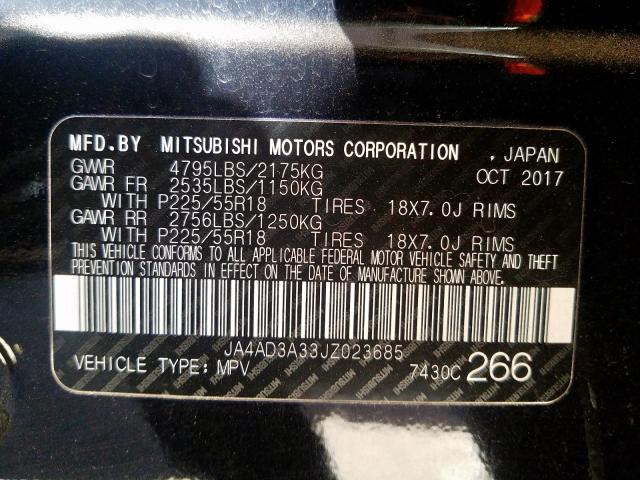 MFD.BY MITSUBISHI MOTORS CORPORATION , JAPAN
GVWR 4795LBS/2175KG OCT 2017
GAWR FR 2535LBS/1150KG
WITH P225/55R18 TIRES 18X7.0J RIMS
GAWR RR 2756LBS/1250KG
WITH P225/55R18 TIRES 18X7.0J RIMS
THIS VEHICLE CONFORMS TO ALL APPLICABLE FEDERAL MOTOR VEHICLE SAFETY AND THEFT
PREVENTION STANDARDS IN EFFECT ON THE DATE OF MANUFACTURE SHOWN ABOVE.
JA4AD3A33JZ023685
VEHICLE TYPE: MPV 7430C 266